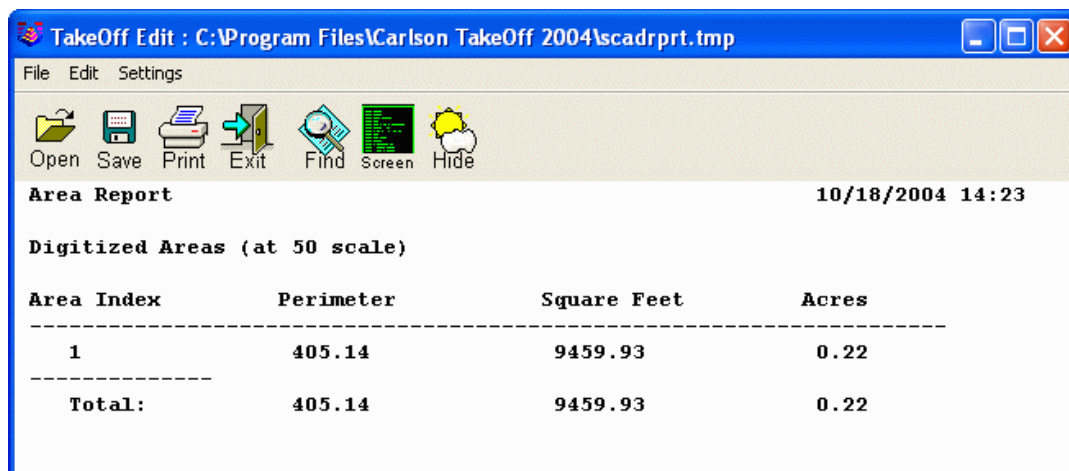 TakeOff Edit : C:\Program Files\Carlson TakeOff 2004\scadrprt.tmp
File Edit Settings
Open Save Print Exit Find Screen Hide
Area Report 10/18/2004 14:23
Digitized Areas (at 50 scale)
Area Index Perimeter Square Feet Acres
----------------------------------------------------------------------
1 405.14 9459.93 0.22
--------------
Total: 405.14 9459.93 0.22